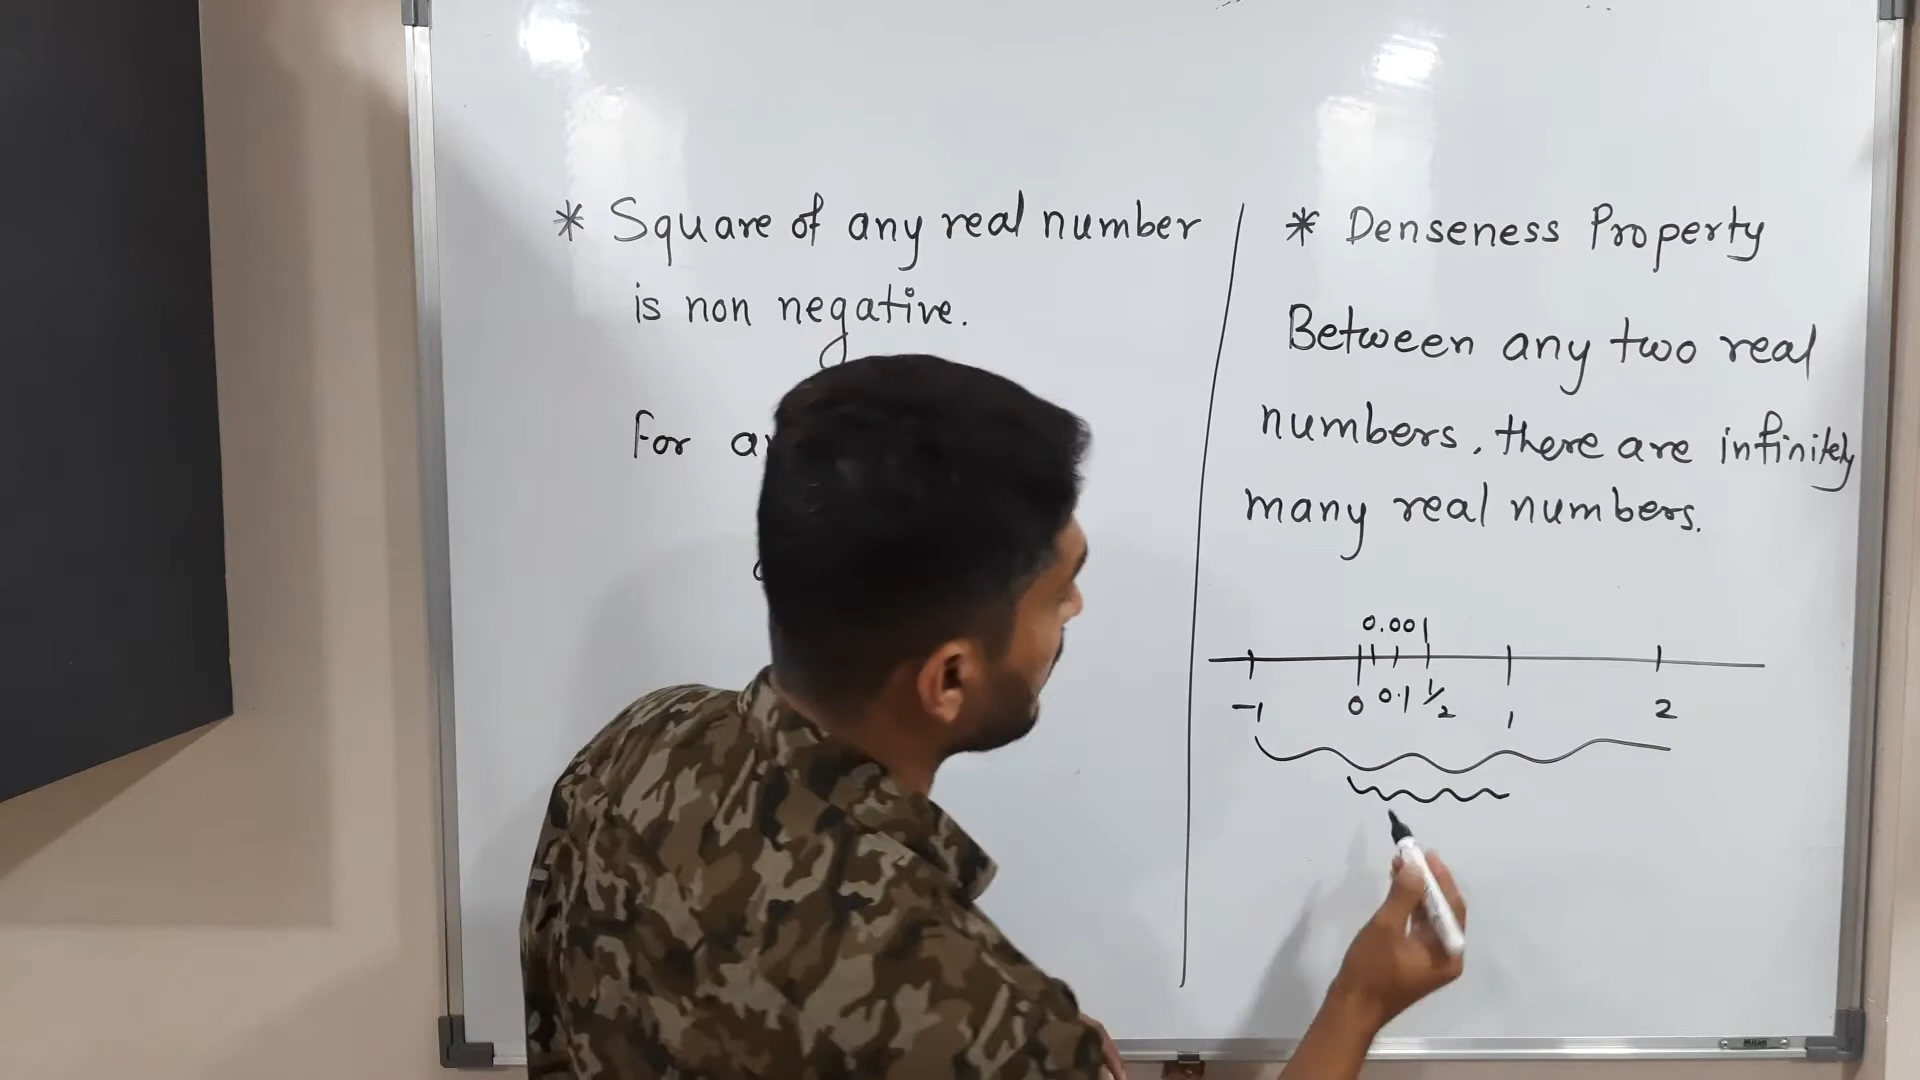 * Square of any real number
is non negative.
For
* Denseness Property
Between any two real
numbers, there are infinitely
many real numbers.
0.001
-1 0 0.1 1/2 1 2